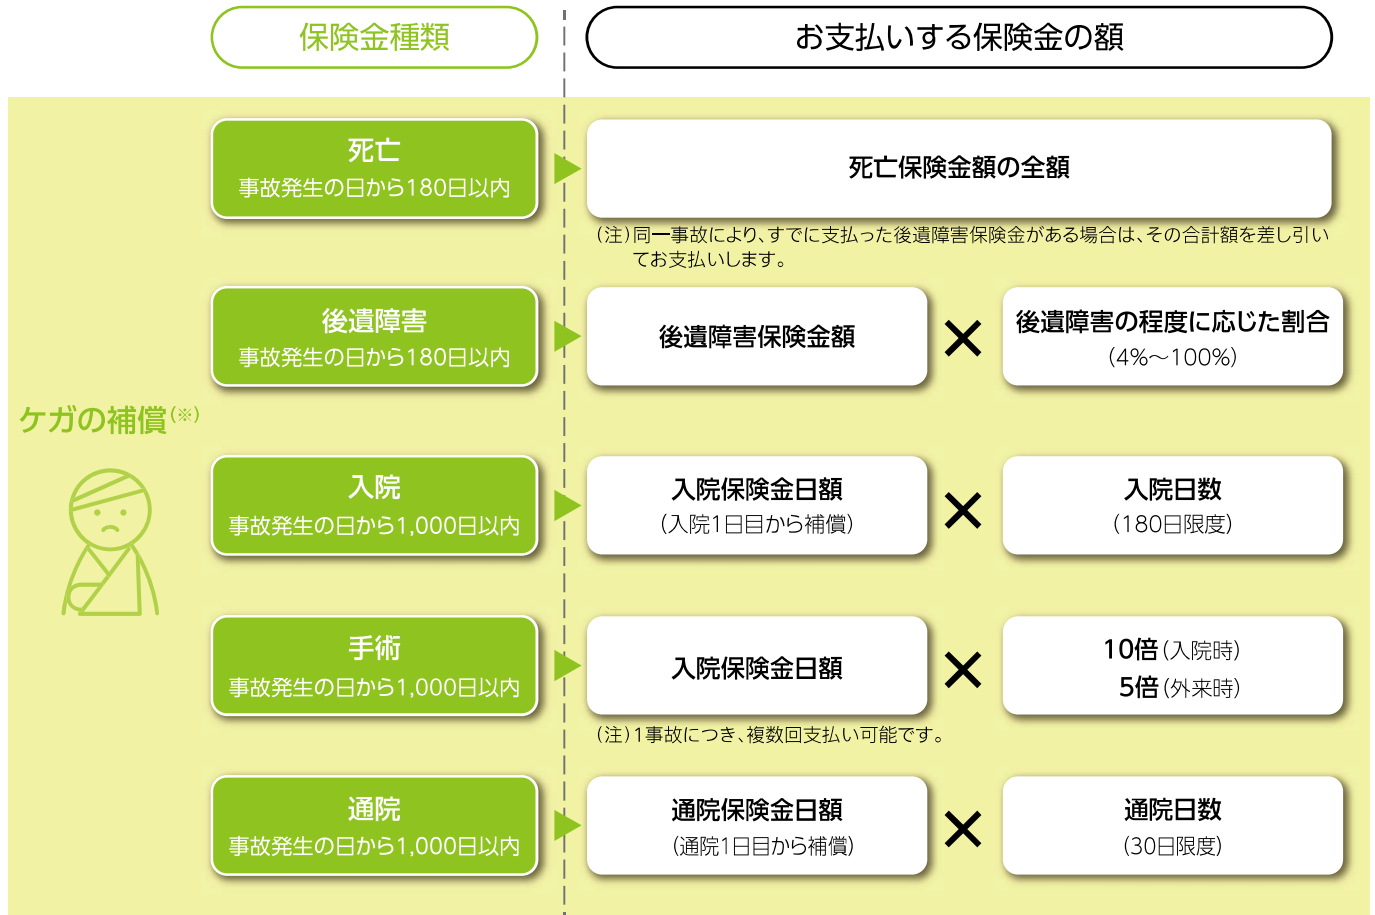 保険金種類
お支払いする保険金の額
ケガの補償(※)
死亡
事故発生の日から180日以内
死亡保険金額の全額
(注)同一事故により、すでに支払った後遺障害保険金がある場合は、その合計額を差し引い
てお支払いします。
後遺障害
事故発生の日から180日以内
後遺障害保険金額
×
後遺障害の程度に応じた割合
(4%～100%)
入院
事故発生の日から1,000日以内
入院保険金日額
(入院1日目から補償)
×
入院日数
(180日限度)
手術
事故発生の日から1,000日以内
入院保険金日額
×
10倍(入院時)
5倍(外来時)
(注)1事故につき、複数回支払い可能です。
通院
事故発生の日から1,000日以内
通院保険金日額
(通院1日目から補償)
×
通院日数
(30日限度)